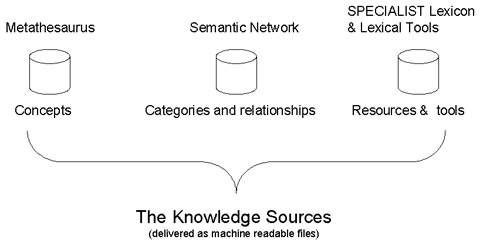 Metathesaurus
Semantic Network
SPECIALIST Lexicon
& Lexical Tools
Concepts
Categories and relationships
Resources & tools
The Knowledge Sources
(delivered as machine readable files)